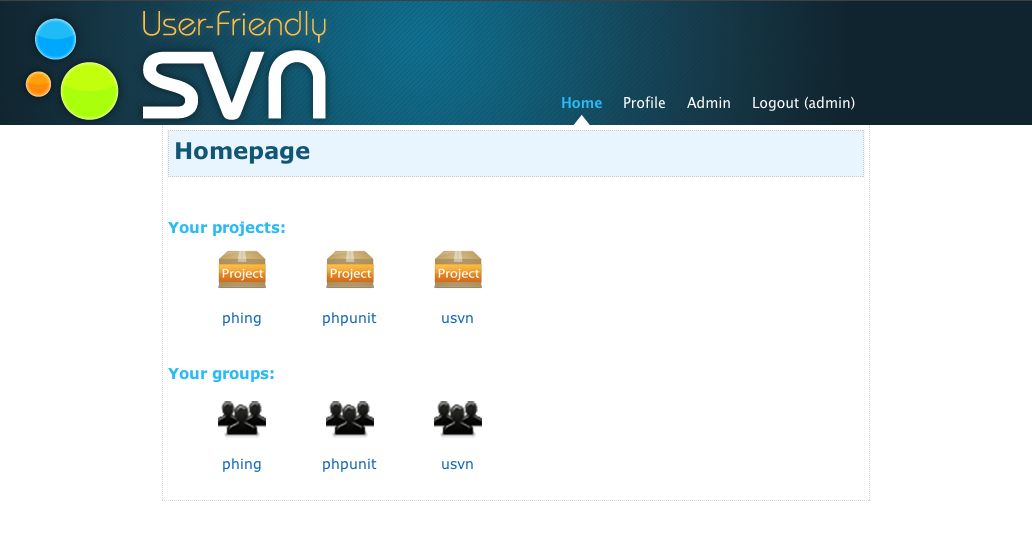 User-Friendly
svn
Home Profile Admin Logout (admin)
Homepage
Your projects:
Project Project Project
phing phpunit usvn
Your groups:
phing phpunit usvn